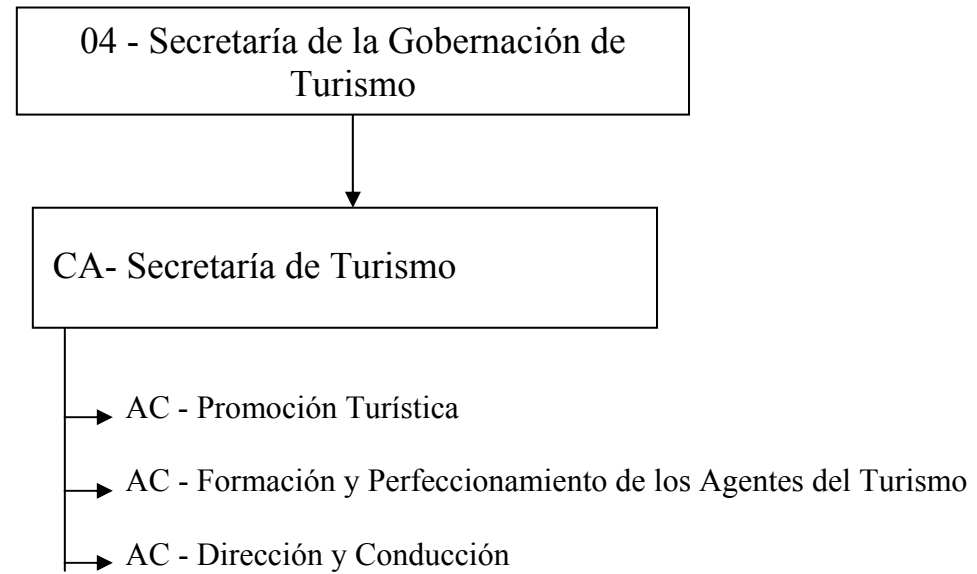 04 - Secretaría de la Gobernación de
Turismo
CA- Secretaría de Turismo
AC - Promoción Turística
AC - Formación y Perfeccionamiento de los Agentes del Turismo
AC - Dirección y Conducción